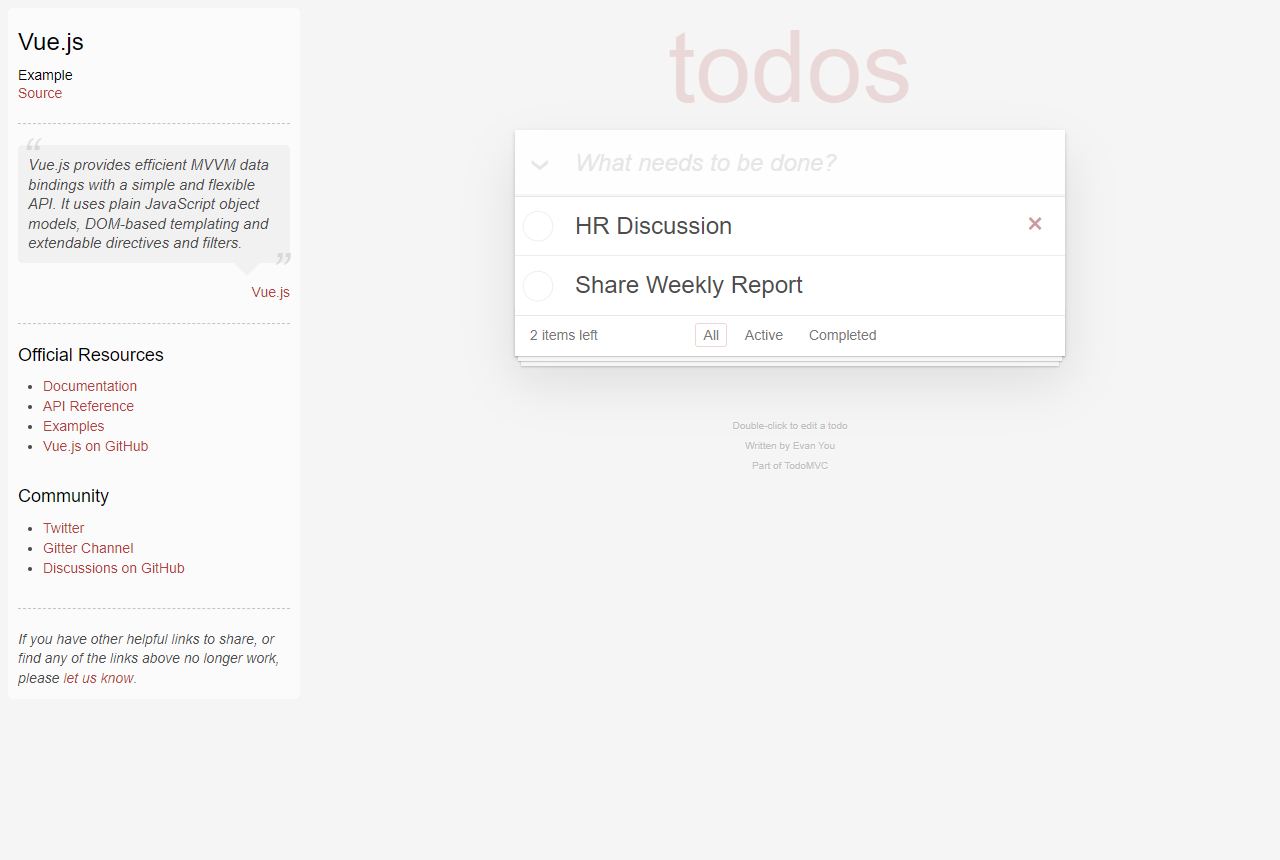 Vue.js
Example
Source
“
Vue.js provides efficient MVVM data
bindings with a simple and flexible
API. It uses plain JavaScript object
models, DOM-based templating and
extendable directives and filters.
”
Vue.js
Official Resources
Documentation
API Reference
Examples
Vue.js on GitHub
Community
Twitter
Gitter Channel
Discussions on GitHub
If you have other helpful links to share, or
find any of the links above no longer work,
please let us know.
todos
What needs to be done?
HR Discussion ×
Share Weekly Report
2 items left All Active Completed
Double-click to edit a todo
Written by Evan You
Part of TodoMVC